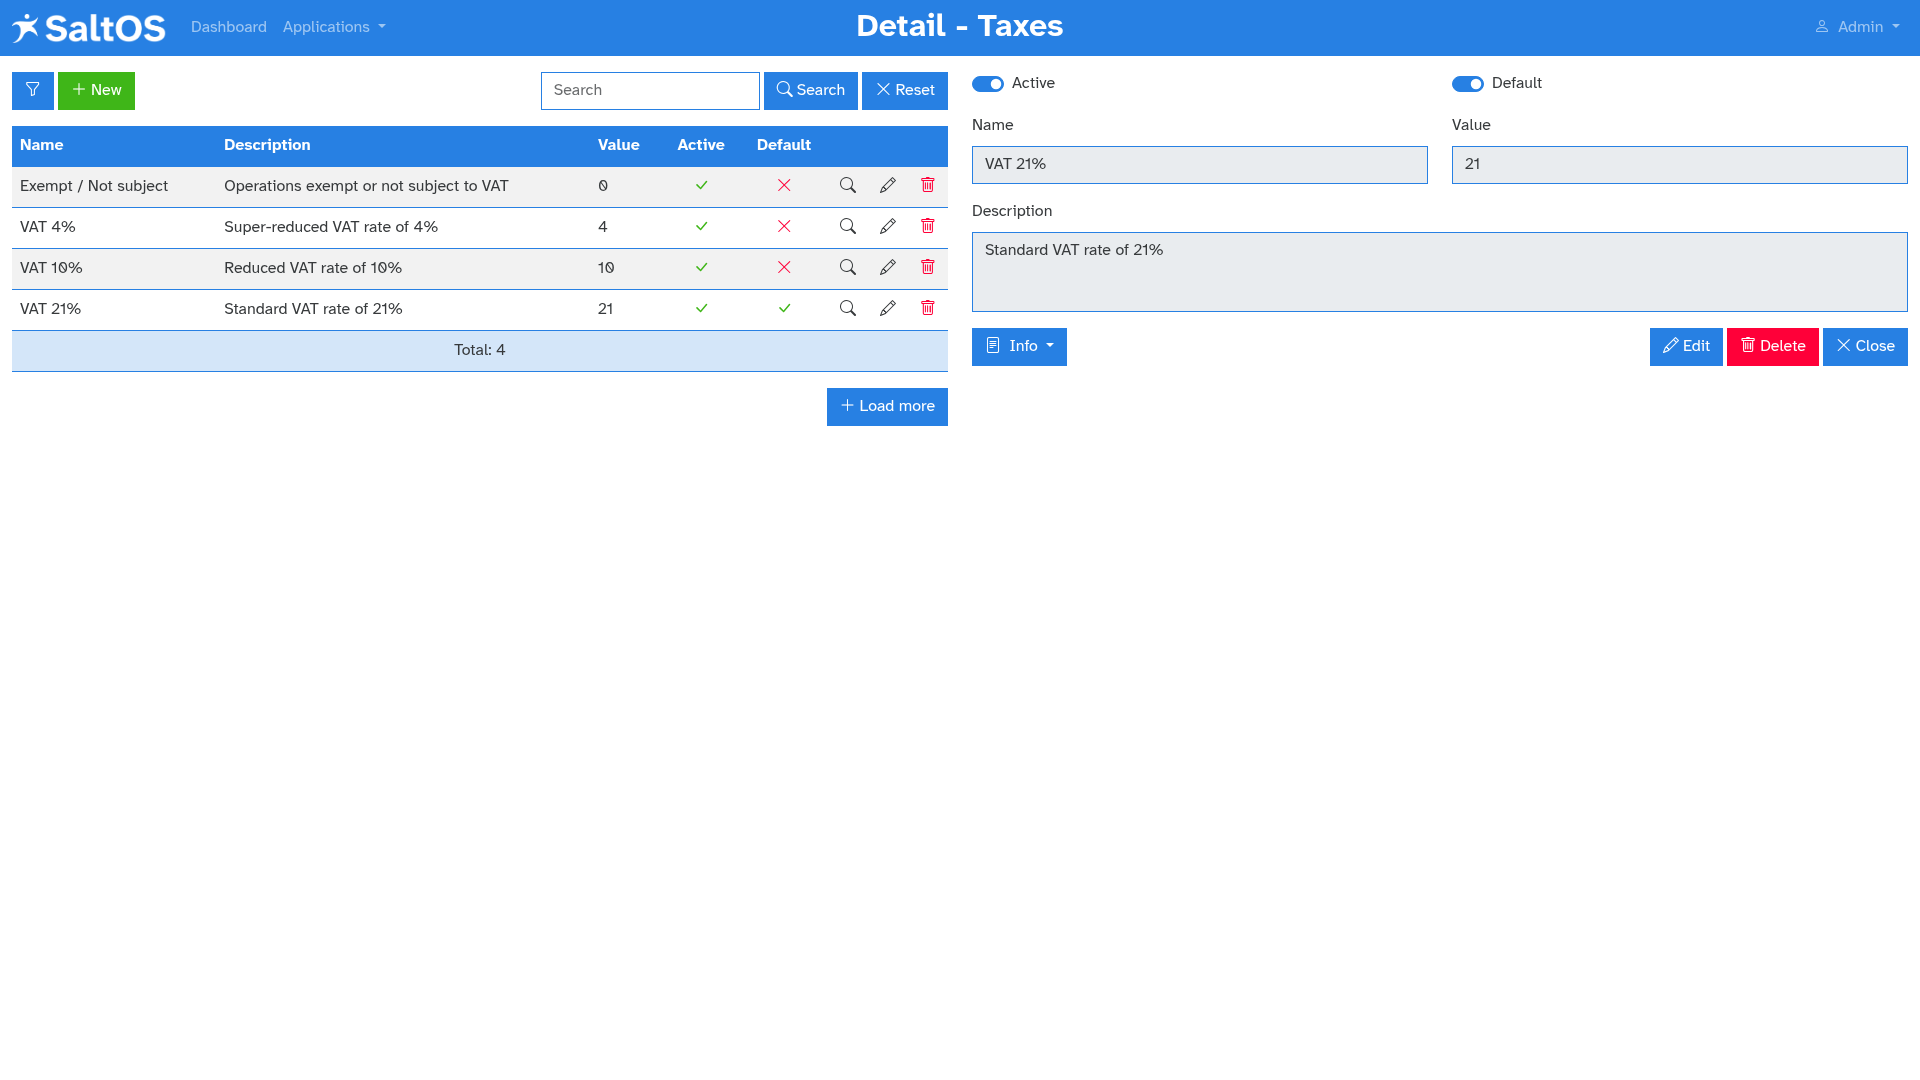 SaltOS Dashboard Applications Detail - Taxes Admin
New Search Search Reset
Name Description Value Active Default
Exempt / Not subject Operations exempt or not subject to VAT 0
VAT 4% Super-reduced VAT rate of 4% 4
VAT 10% Reduced VAT rate of 10% 10
VAT 21% Standard VAT rate of 21% 21
Total: 4
Load more
Active Default
Name Value
VAT 21% 21
Description
Standard VAT rate of 21%
Info Edit Delete Close